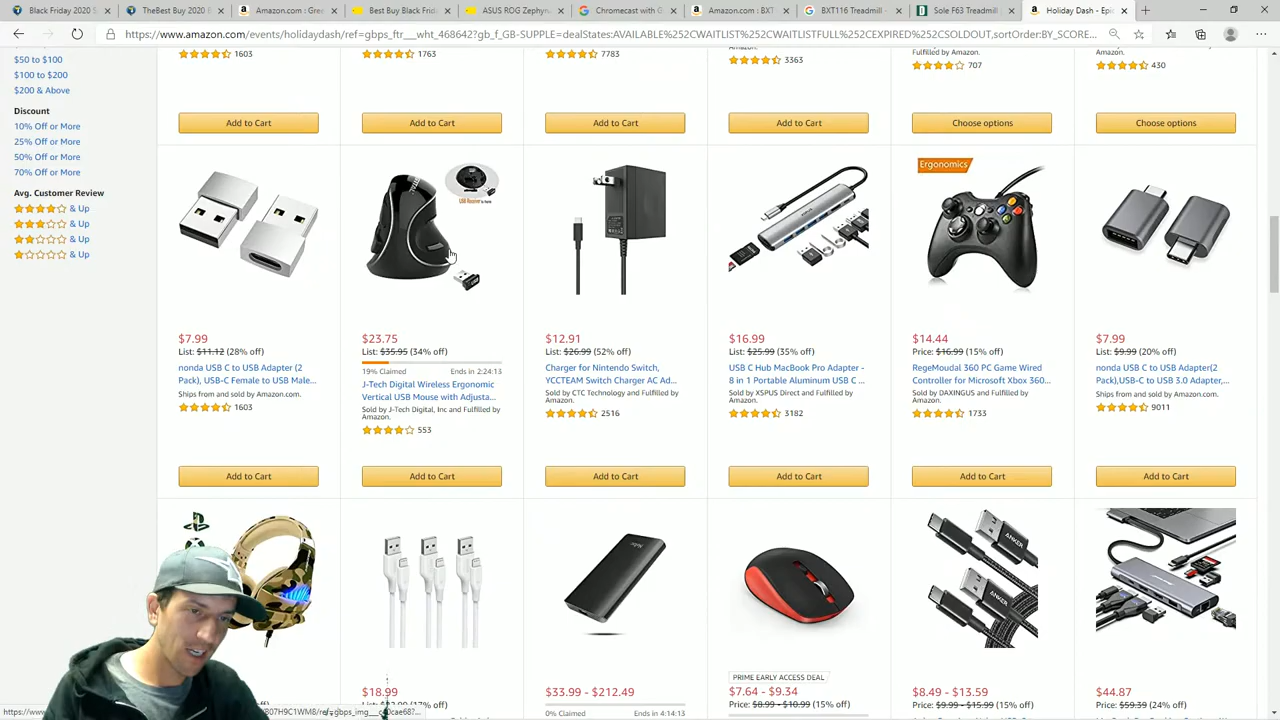 Black Friday 2020 S
TheBest Buy 2020 B
Amazon.com : Gree
Best Buy Black Frida
ASUS ROG Zephyr
Chromecast with G
Amazon.com : BXT
BXT116 Treadmill -
Sole F63 Treadmill
Holiday Dash - Epic
https://www.amazon.com/events/holidaydash/ref=gbps_ftr___wht_468642?gb_f_GB-SUPPLE=dealStates:AVAILABLE%252CWAITLIST%252CWAITLISTFULL%252CEXPIRED%252CSOLDOUT,sortOrder:BY_SCORE...
$50 to $100
$100 to $200
$200 & Above
Discount
10% Off or More
25% Off or More
50% Off or More
70% Off or More
Avg. Customer Review
& Up
& Up
& Up
& Up
1603
1763
7783
Amazon.
3363
Fulfilled by Amazon.
707
Amazon.
430
Add to Cart
Add to Cart
Add to Cart
Add to Cart
Choose options
Choose options
Ergonomics
$7.99
List: $11.12 (28% off)
nonda USB C to USB Adapter (2
Pack), USB-C Female to USB Male...
Ships from and sold by Amazon.com.
1603
$23.75
List: $35.95 (34% off)
19% Claimed Ends in 2:24:13
J-Tech Digital Wireless Ergonomic
Vertical USB Mouse with Adjusta...
Sold by J-Tech Digital, Inc and Fulfilled by
Amazon.
553
$12.91
List: $26.99 (52% off)
Charger for Nintendo Switch,
YCCTEAM Switch Charger AC Ad...
Sold by CTC Technology and Fulfilled by
Amazon.
2516
$16.99
List: $25.99 (35% off)
USB C Hub MacBook Pro Adapter -
8 in 1 Portable Aluminum USB C ...
Sold by XSPUS Direct and Fulfilled by
Amazon.
3182
$14.44
Price: $16.99 (15% off)
RegeMoudal 360 PC Game Wired
Controller for Microsoft Xbox 360...
Sold by DAXINGUS and Fulfilled by
Amazon.
1733
$7.99
List: $9.99 (20% off)
nonda USB C to USB Adapter(2
Pack),USB-C to USB 3.0 Adapter,...
Ships from and sold by Amazon.com.
9011
Add to Cart
Add to Cart
Add to Cart
Add to Cart
Add to Cart
Add to Cart
ANKER
ANKER
$18.99
(17% off)
$33.99 - $212.49
0% Claimed Ends in 4:14:13
PRIME EARLY ACCESS DEAL
$7.64 - $9.34
Price: $8.99 - $10.99 (15% off)
$8.49 - $13.59
Price: $9.99 - $15.99 (15% off)
$44.87
Price: $59.39 (24% off)
https://www.